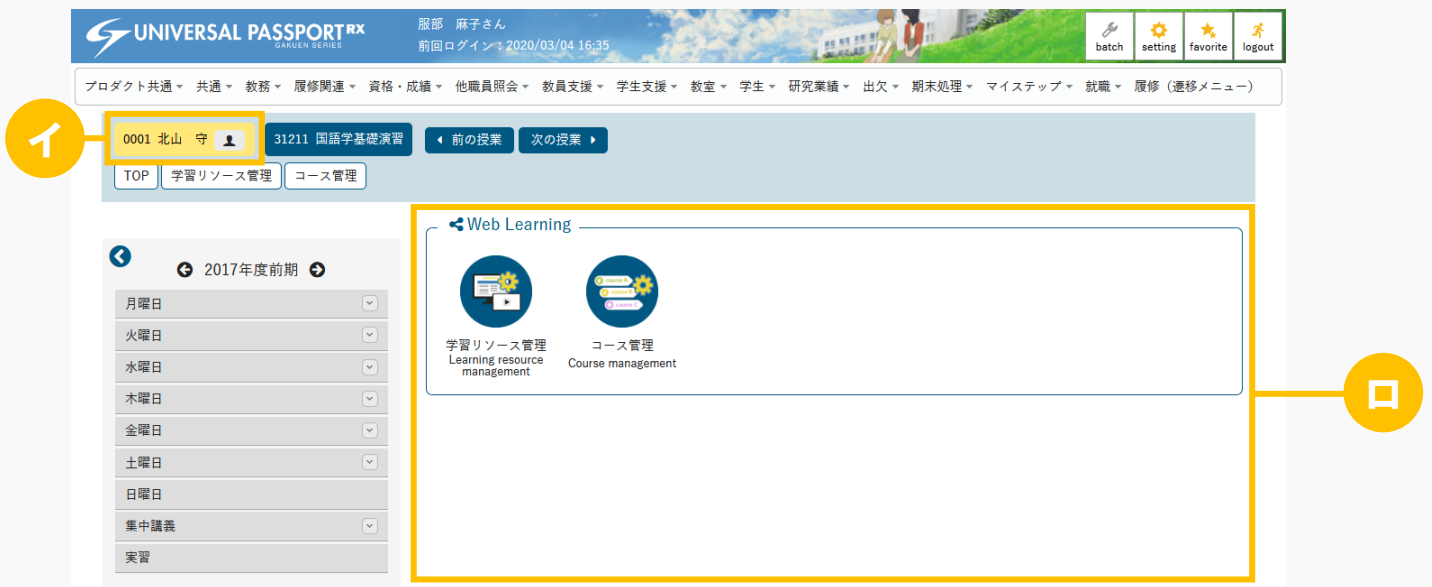 UNIVERSAL PASSPORT RX
GAKUEN SERIES
服部 麻子さん
前回ログイン：2020/03/04 16:35
batch
setting
favorite
logout
プロダクト共通 共通 教務 履修関連 資格・成績 他職員照会 教員支援 学生支援 教室 学生 研究業績 出欠 期末処理 マイステップ 就職 履修（遷移メニュー）
イ
0001 北山 守
31211 国語学基礎演習
前の授業
次の授業
TOP
学習リソース管理
コース管理
Web Learning
2017年度前期
月曜日
火曜日
水曜日
木曜日
金曜日
土曜日
日曜日
集中講義
実習
course A
course B
course C
学習リソース管理
Learning resource
management
コース管理
Course management
ロ